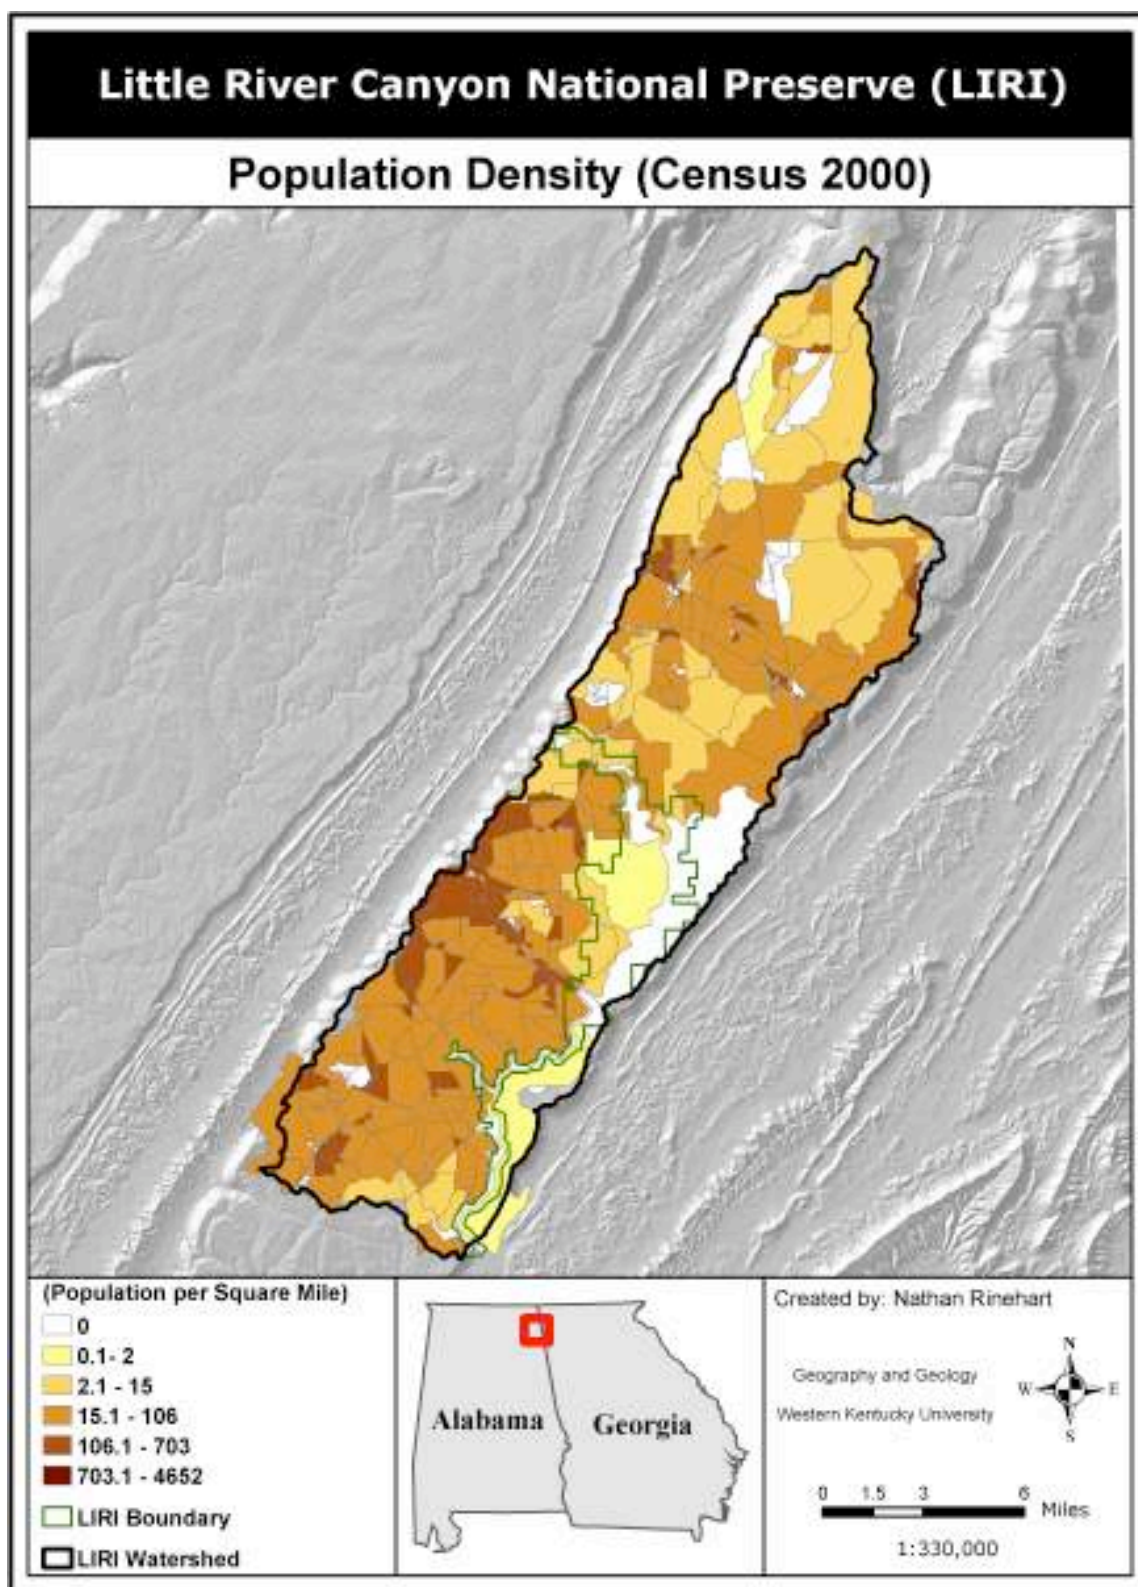 Little River Canyon National Preserve (LIRI)
Population Density (Census 2000)
(Population per Square Mile)
0
0.1- 2
2.1 - 15
15.1 - 106
106.1 - 703
703.1 - 4652
LIRI Boundary
LIRI Watershed
Alabama
Georgia
Created by: Nathan Rinehart
Geography and Geology
Western Kentucky University
N
W E
S
0 1.5 3 6
Miles
1:330,000